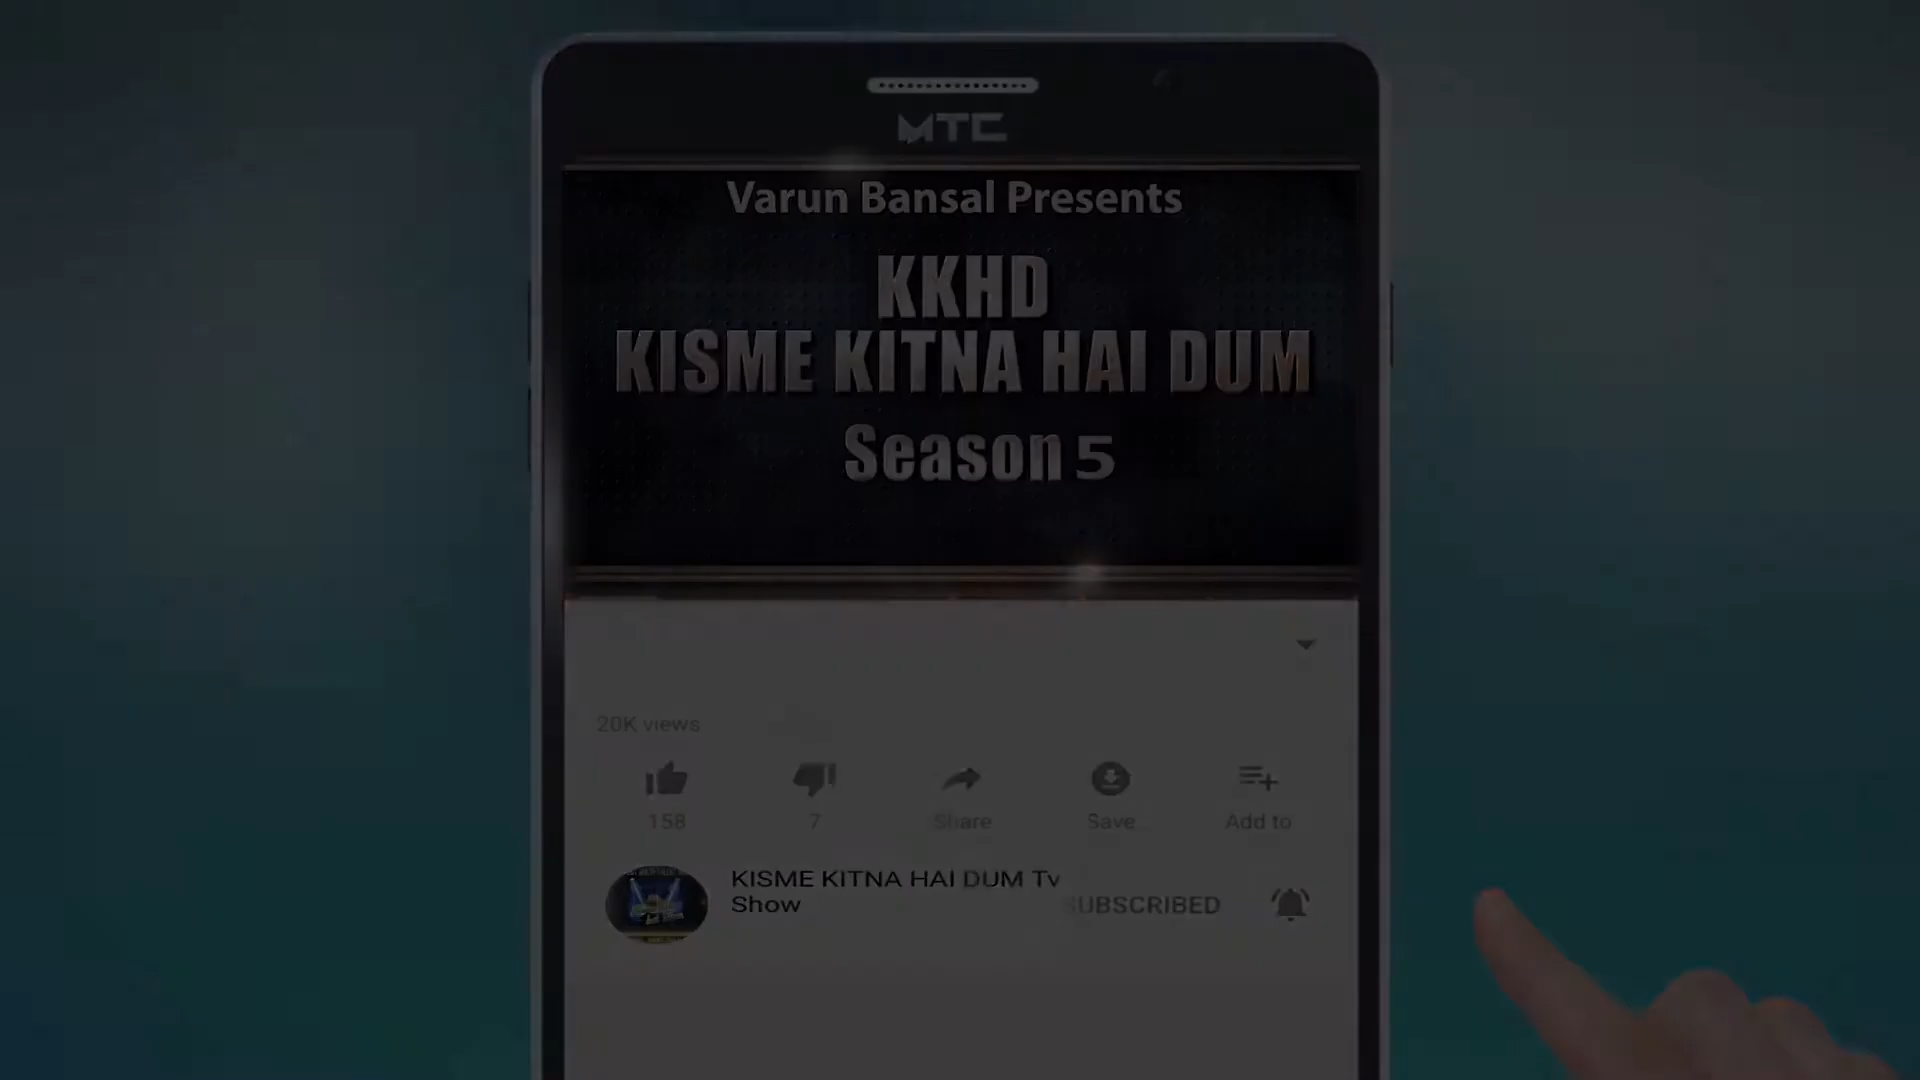 MTC
Varun Bansal Presents
KKHD
KISME KITNA HAI DUM
Season 5
20K views
158
7
Share
Save
Add to
KISME KITNA HAI DUM Tv
Show
SUBSCRIBED